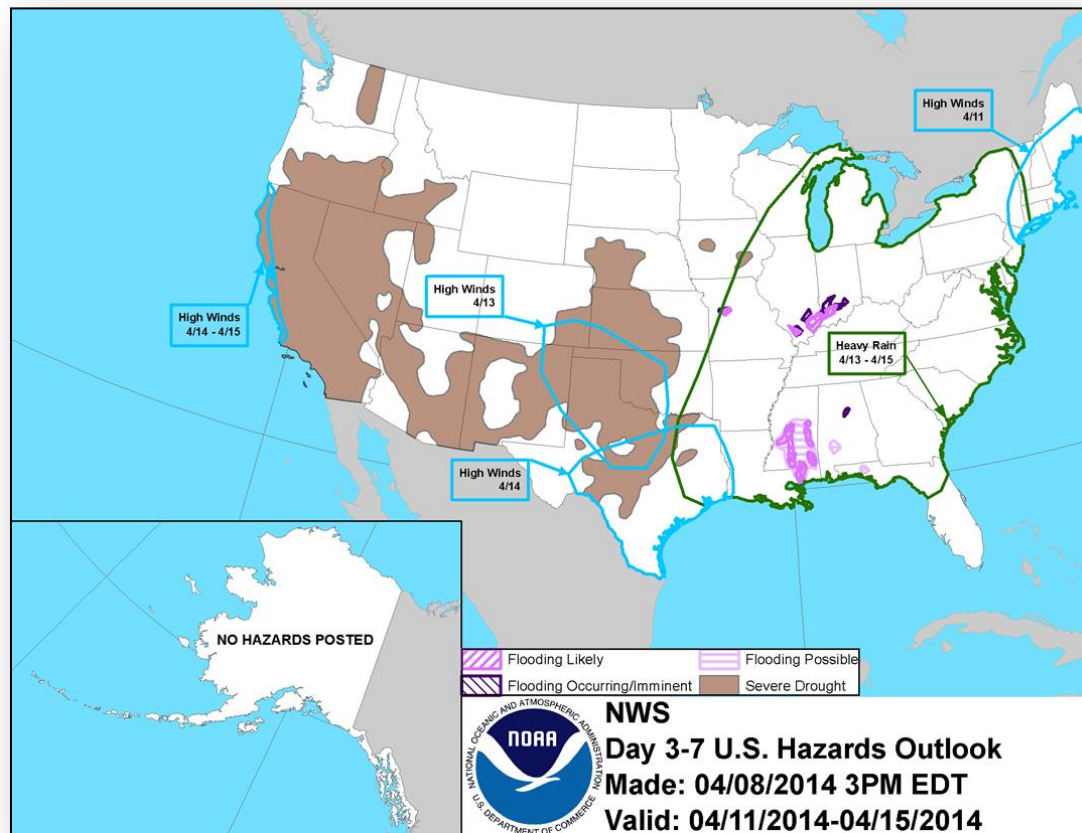 High Winds
4/11
High Winds
4/13
High Winds
4/14 - 4/15
Heavy Rain
4/13 - 4/15
High Winds
4/14
NO HAZARDS POSTED
Flooding Likely
Flooding Possible
Flooding Occurring/Imminent
Severe Drought
NATIONAL OCEANIC AND ATMOSPHERIC ADMINISTRATION
U.S. DEPARTMENT OF COMMERCE
NOAA
NWS
Day 3-7 U.S. Hazards Outlook
Made: 04/08/2014 3PM EDT
Valid: 04/11/2014-04/15/2014